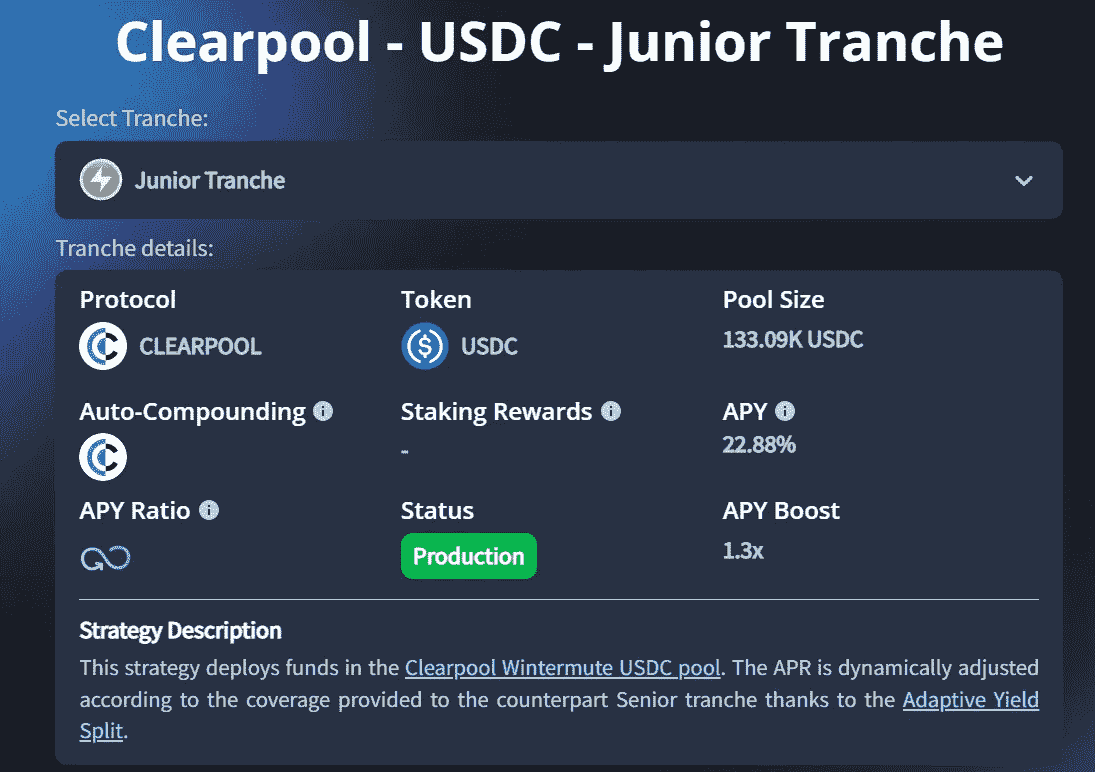 Clearpool - USDC - Junior Tranche
Select Tranche:
Junior Tranche
Tranche details:
Protocol
CLEARPOOL
Token
USDC
Pool Size
133.09K USDC
Auto-Compounding
Staking Rewards
-
APY
22.88%
APY Ratio
Status
Production
APY Boost
1.3x
Strategy Description
This strategy deploys funds in the Clearpool Wintermute USDC pool. The APR is dynamically adjusted
according to the coverage provided to the counterpart Senior tranche thanks to the Adaptive Yield
Split.